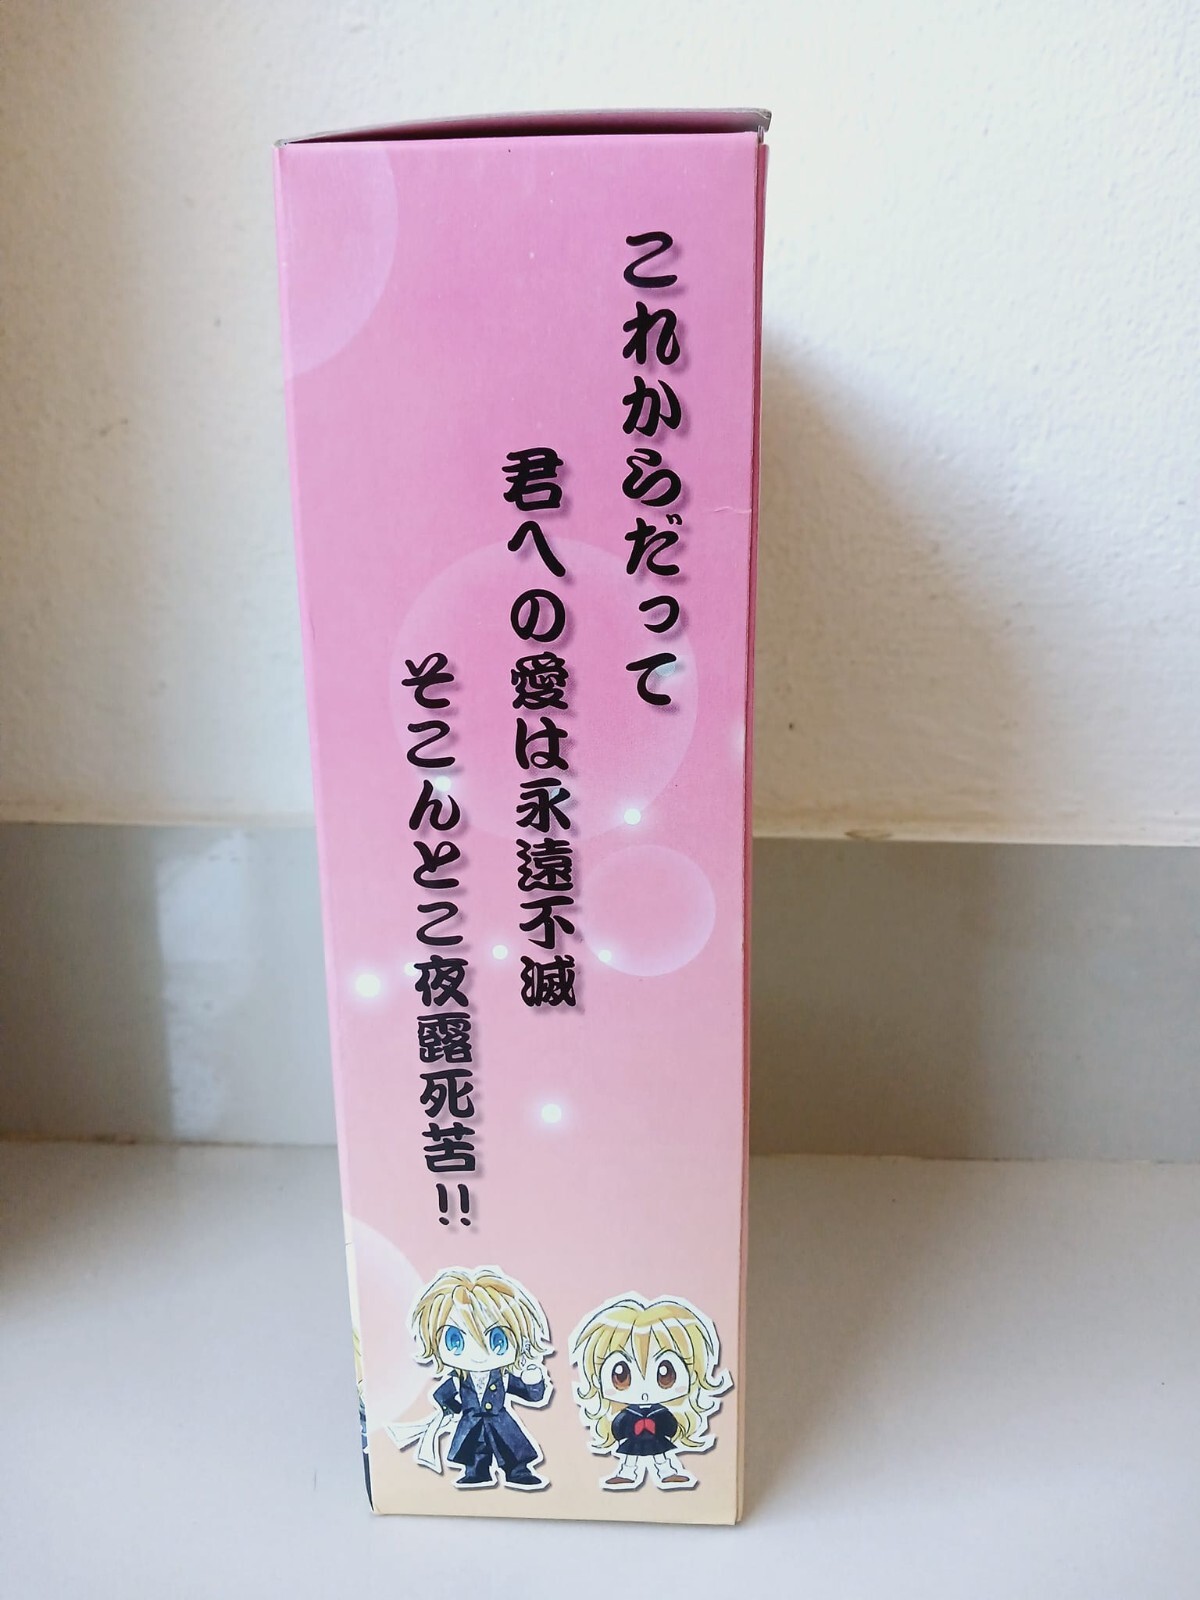 これからだって
君への愛は永遠不滅
そこんとこ夜露死苦!!